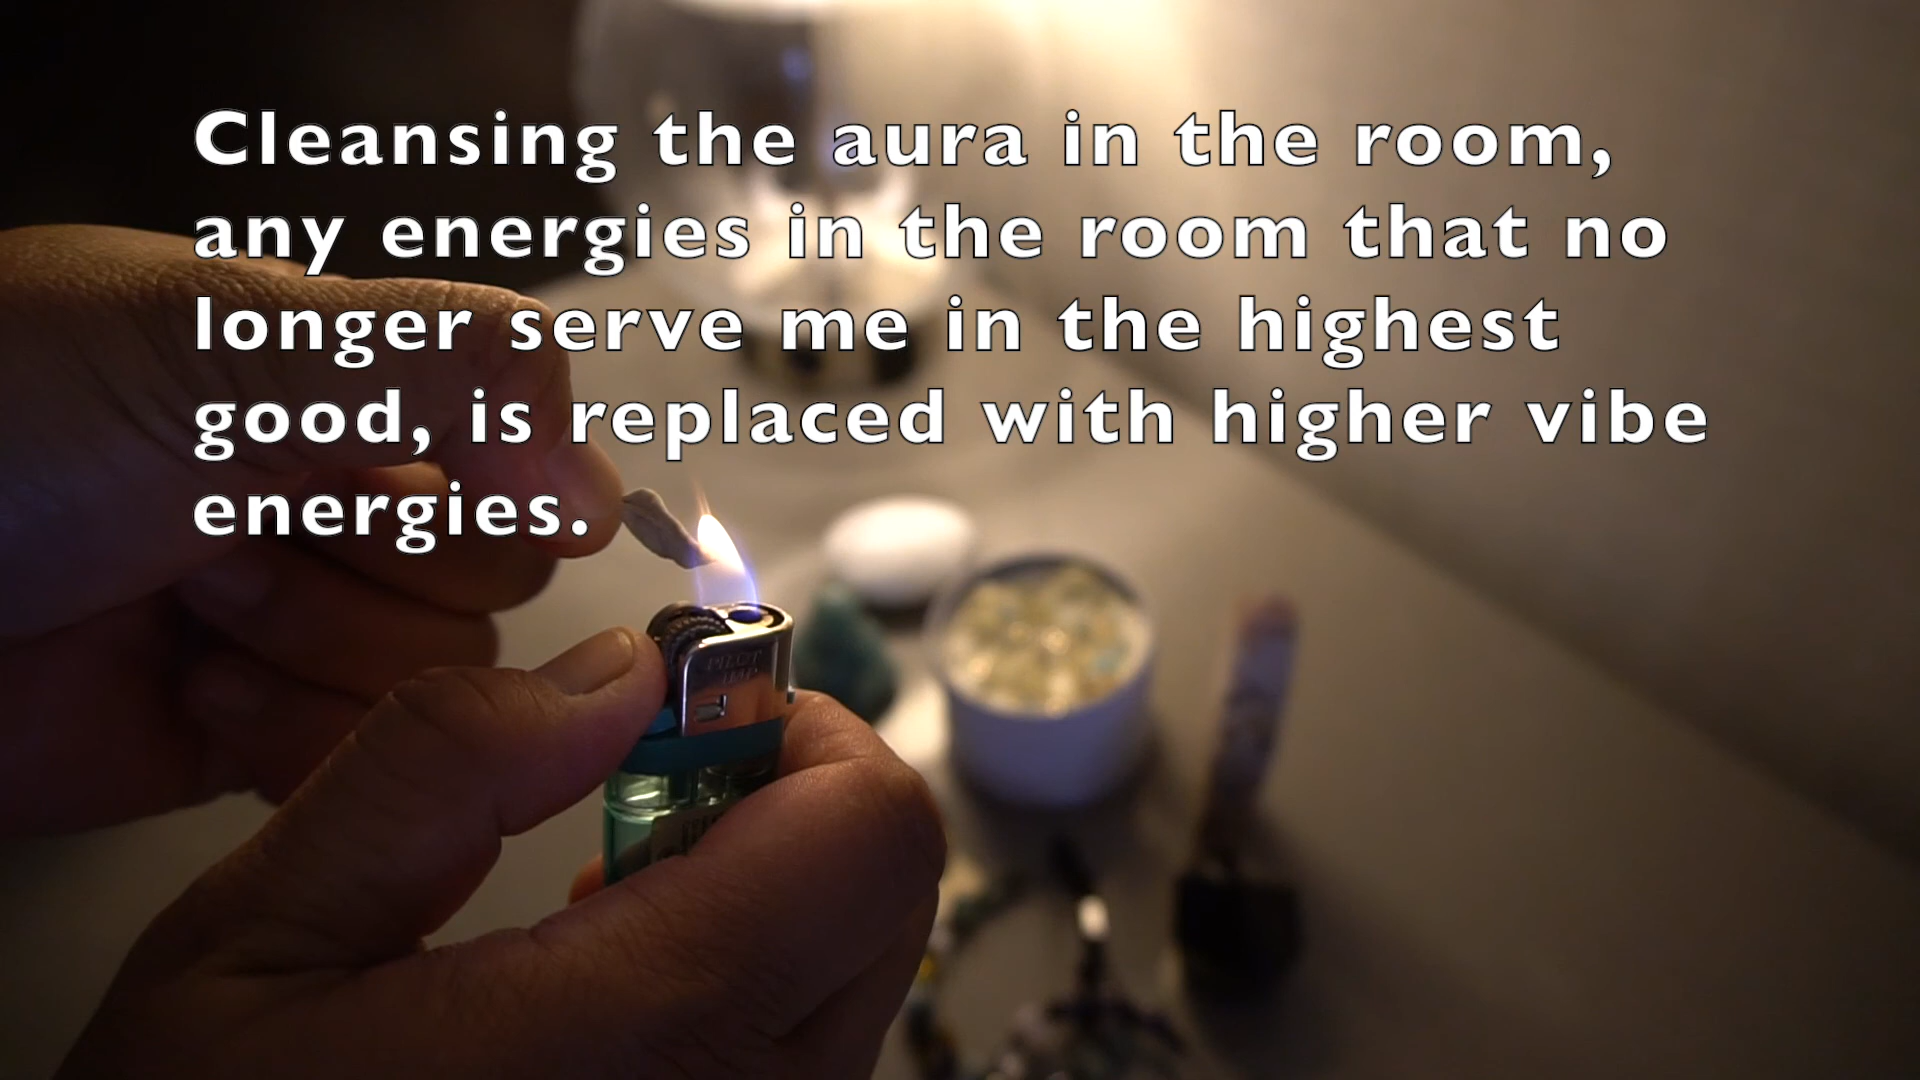 Cleansing the aura in the room,
any energies in the room that no
longer serve me in the highest
good, is replaced with higher vibe
energies.